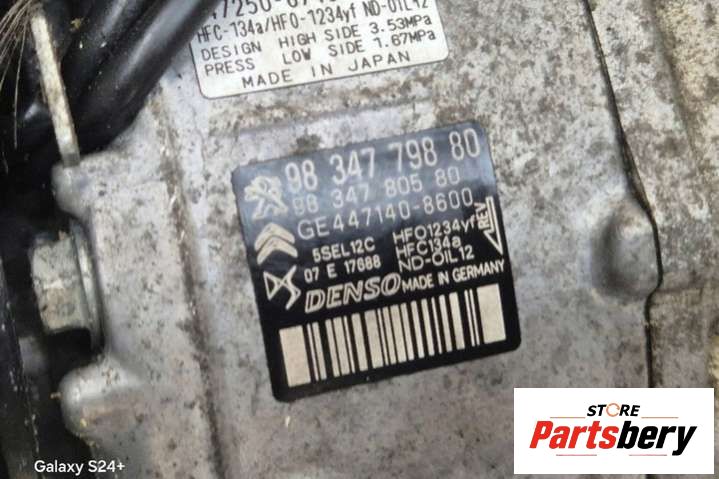 HFC-134a/HFO-1234yf ND-OIL12
DESIGN HIGH SIDE 3.53MPa
PRESS LOW SIDE 1.67MPa
MADE IN JAPAN
98 347 798 80
98 347 805 80
GE447140-8600
5SEL12C
07 E 17688
HFO1234yf
HFC134a
ND-OIL12
REV
DENSO MADE IN GERMANY
STORE
Partsbery
Galaxy S24+